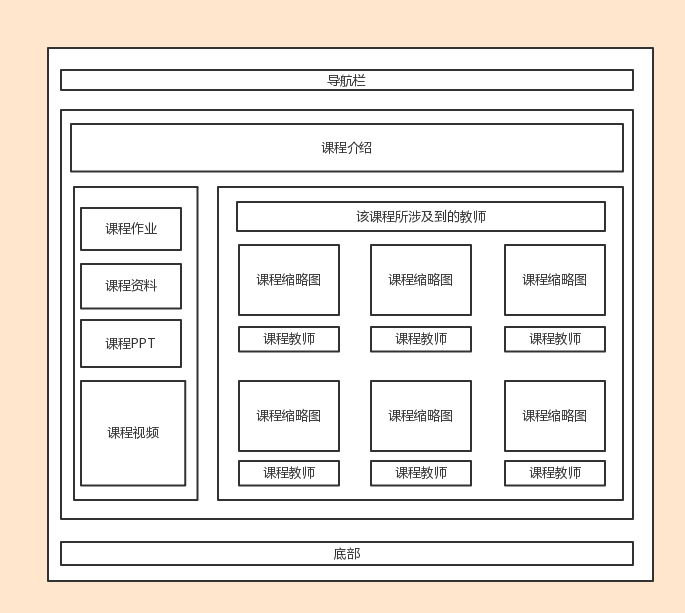 导航栏
课程介绍
课程作业
课程资料
课程PPT
课程视频
该课程所涉及到的教师
课程缩略图 课程缩略图 课程缩略图
课程教师 课程教师 课程教师
课程缩略图 课程缩略图 课程缩略图
课程教师 课程教师 课程教师
底部